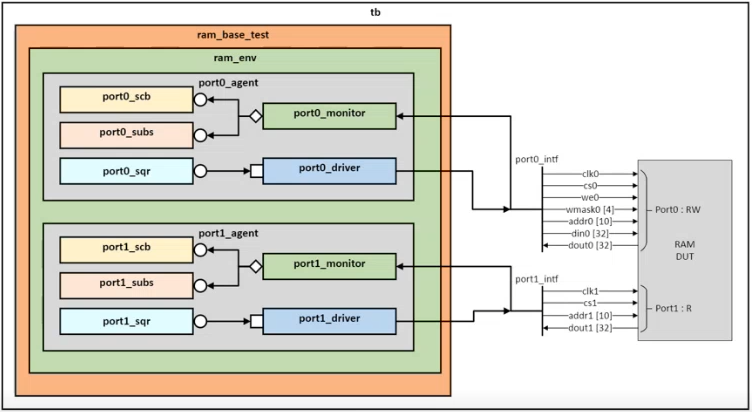 tb
ram_base_test
ram_env
port0_agent
port0_scb
port0_monitor
port0_subs
port0_sqr
port0_driver
port1_agent
port1_scb
port1_monitor
port1_subs
port1_sqr
port1_driver
port0_intf
clk0
cs0
we0
wmask0 [4]
addr0 [10]
din0 [32]
dout0 [32]
Port0 : RW
RAM
DUT
port1_intf
clk1
cs1
addr1 [10]
dout1 [32]
Port1 : R